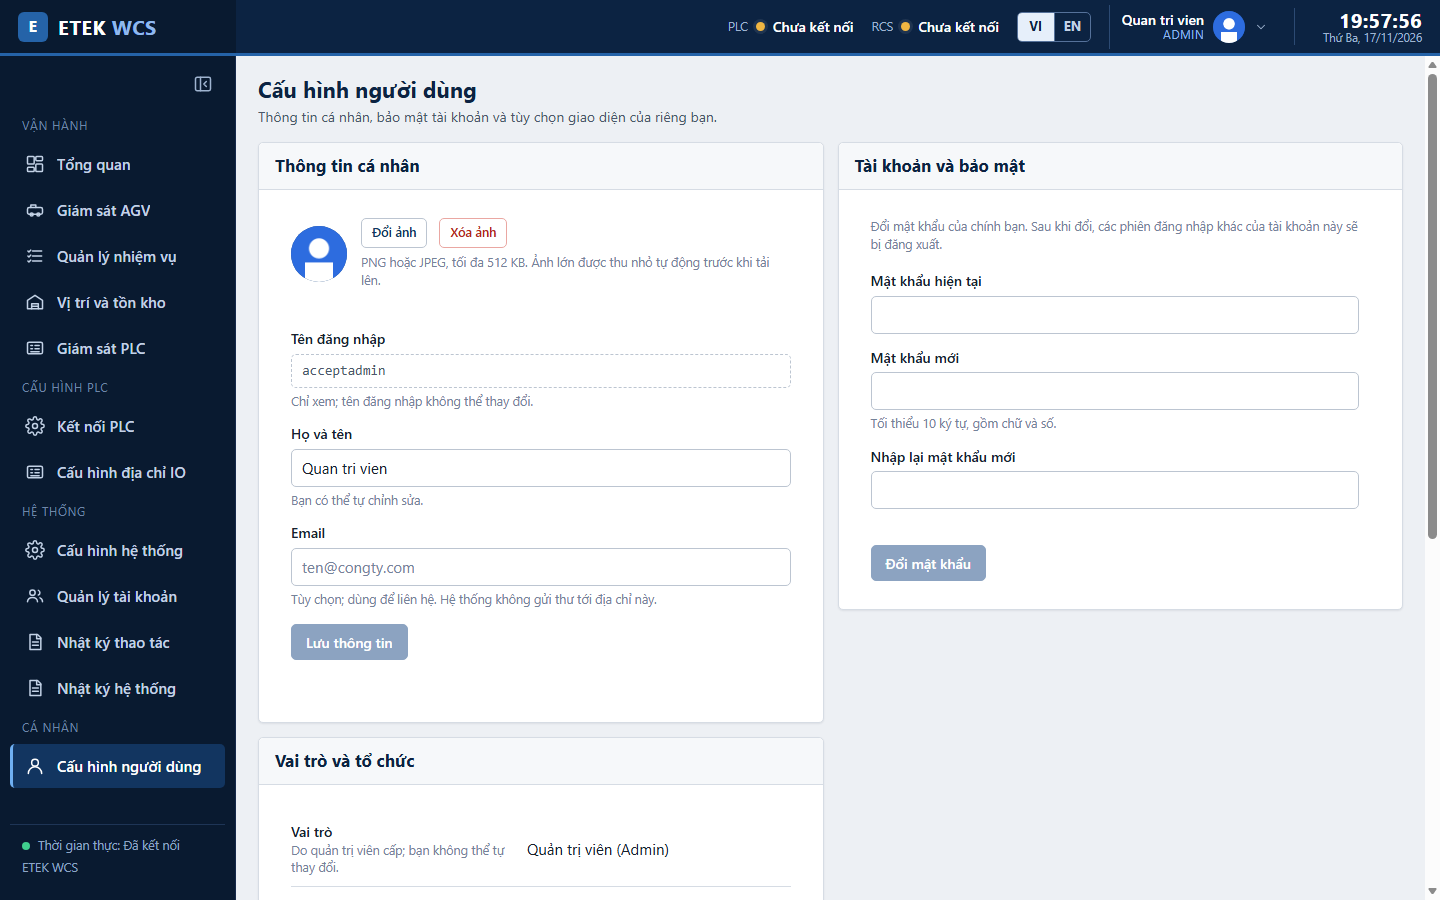 E ETEK WCS
PLC Chưa kết nối RCS Chưa kết nối VI EN
Quan tri vien
ADMIN
19:57:56
Thứ Ba, 17/11/2026
VẬN HÀNH
Tổng quan
Giám sát AGV
Quản lý nhiệm vụ
Vị trí và tồn kho
Giám sát PLC
CẤU HÌNH PLC
Kết nối PLC
Cấu hình địa chỉ IO
HỆ THỐNG
Cấu hình hệ thống
Quản lý tài khoản
Nhật ký thao tác
Nhật ký hệ thống
CÁ NHÂN
Cấu hình người dùng
Thời gian thực: Đã kết nối
ETEK WCS
Cấu hình người dùng
Thông tin cá nhân, bảo mật tài khoản và tùy chọn giao diện của riêng bạn.
Thông tin cá nhân
Đổi ảnh Xóa ảnh
PNG hoặc JPEG, tối đa 512 KB. Ảnh lớn được thu nhỏ tự động trước khi tải
lên.
Tên đăng nhập
acceptadmin
Chỉ xem; tên đăng nhập không thể thay đổi.
Họ và tên
Quan tri vien
Bạn có thể tự chỉnh sửa.
Email
ten@congty.com
Tùy chọn; dùng để liên hệ. Hệ thống không gửi thư tới địa chỉ này.
Lưu thông tin
Tài khoản và bảo mật
Đổi mật khẩu của chính bạn. Sau khi đổi, các phiên đăng nhập khác của tài khoản này sẽ
bị đăng xuất.
Mật khẩu hiện tại
Mật khẩu mới
Tối thiểu 10 ký tự, gồm chữ và số.
Nhập lại mật khẩu mới
Đổi mật khẩu
Vai trò và tổ chức
Vai trò
Do quản trị viên cấp; bạn không thể tự
thay đổi.
Quản trị viên (Admin)